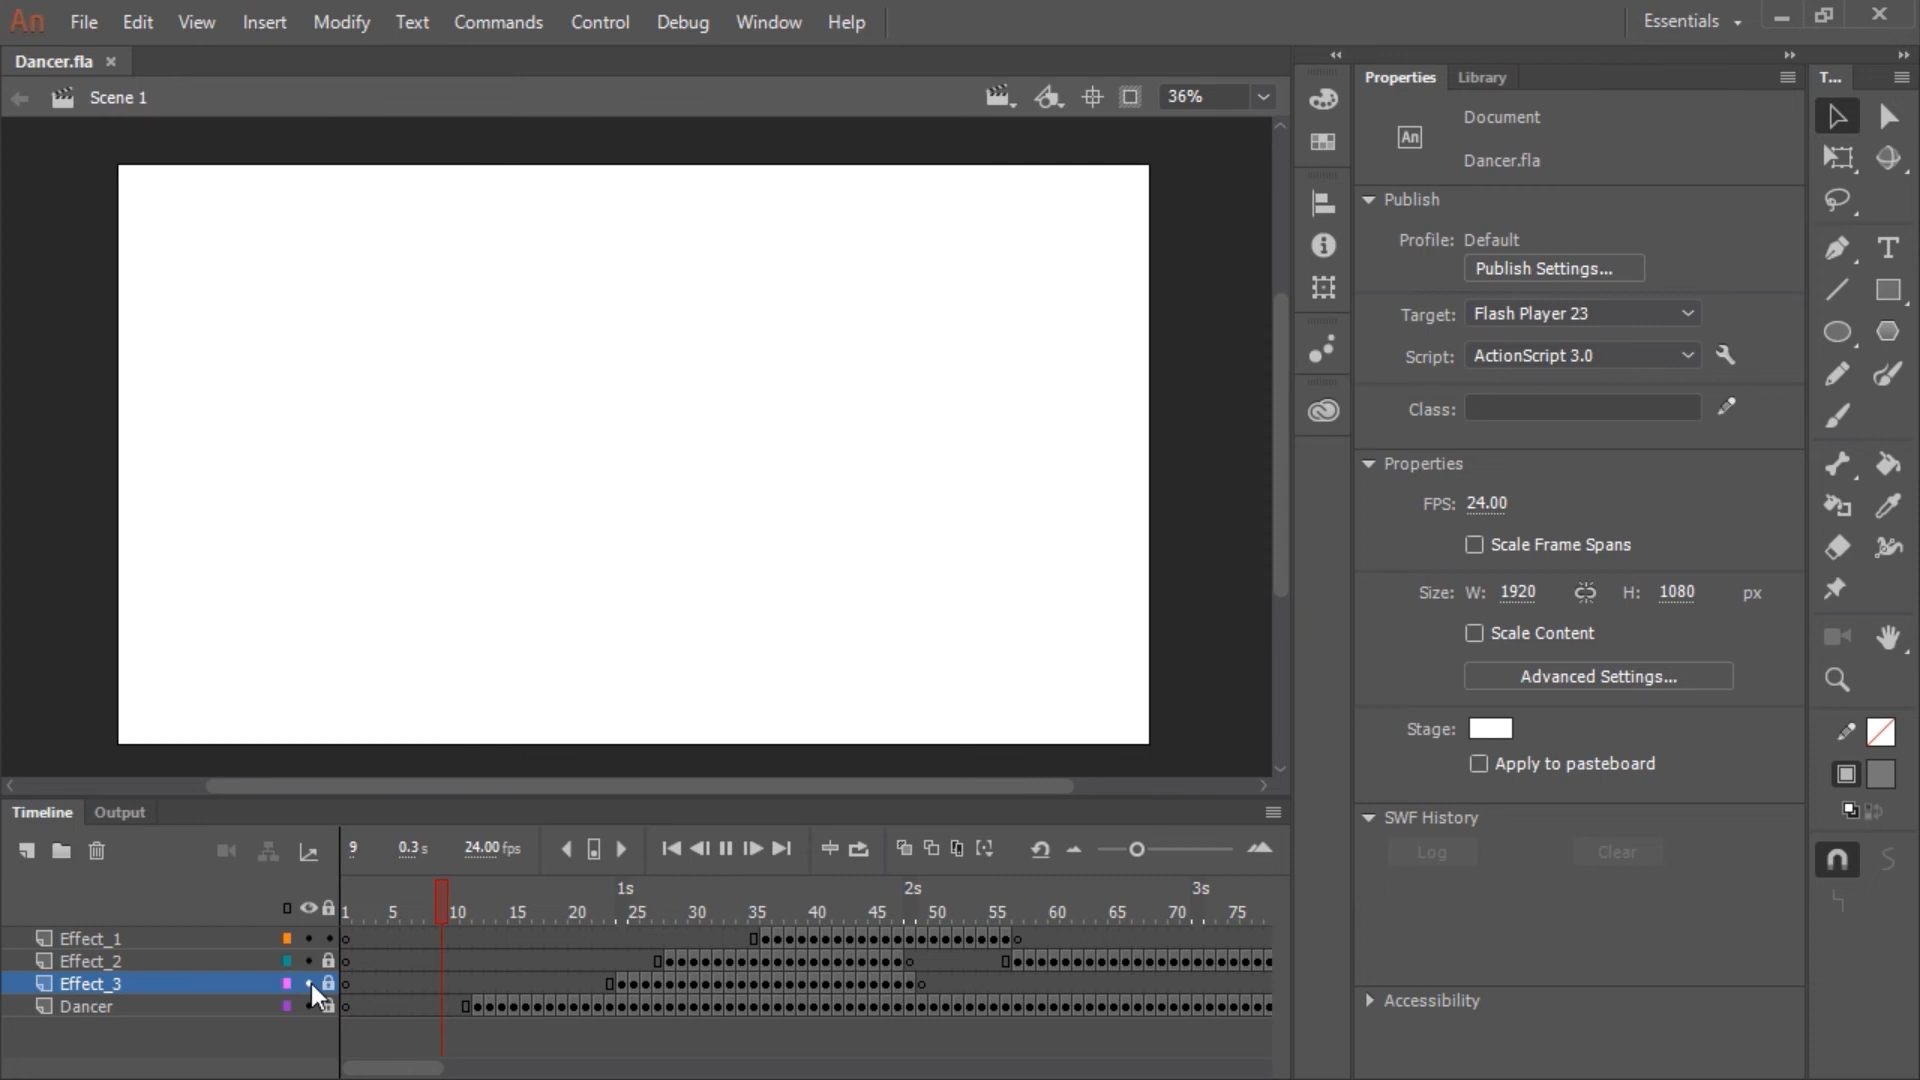 An File Edit View Insert Modify Text Commands Control Debug Window Help Essentials
Dancer.fla
Scene 1
36%
Properties Library T...
Document
An
Dancer.fla
Publish
Profile: Default
Publish Settings...
Target: Flash Player 23
Script: ActionScript 3.0
Class:
Properties
FPS: 24.00
Scale Frame Spans
Size: W: 1920 H: 1080 px
Scale Content
Advanced Settings...
Stage:
Apply to pasteboard
SWF History
Log Clear
Accessibility
Timeline Output
9 0.3 s 24.00 fps
1s 2s 3s
1 5 10 15 20 25 30 35 40 45 50 55 60 65 70 75
Effect_1
Effect_2
Effect_3
Dancer